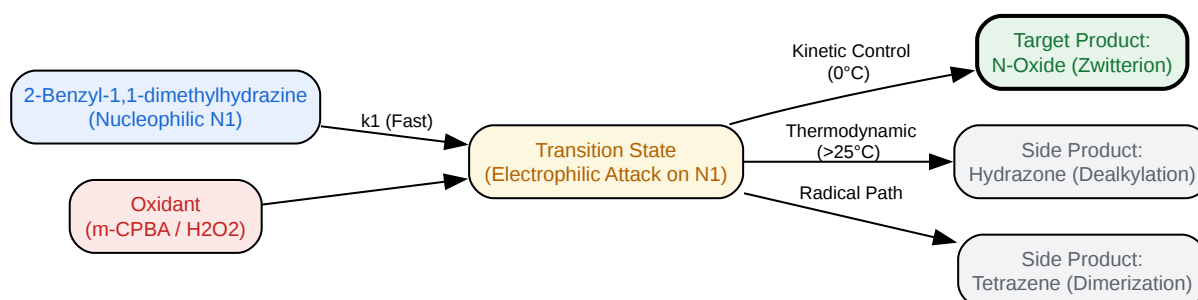 2-Benzyl-1,1-dimethylhydrazine
(Nucleophilic N1)
Oxidant
(m-CPBA / H2O2)
k1 (Fast)
Transition State
(Electrophilic Attack on N1)
Kinetic Control
(0°C)
Thermodynamic
(>25°C)
Radical Path
Target Product:
N-Oxide (Zwitterion)
Side Product:
Hydrazone (Dealkylation)
Side Product:
Tetrazene (Dimerization)